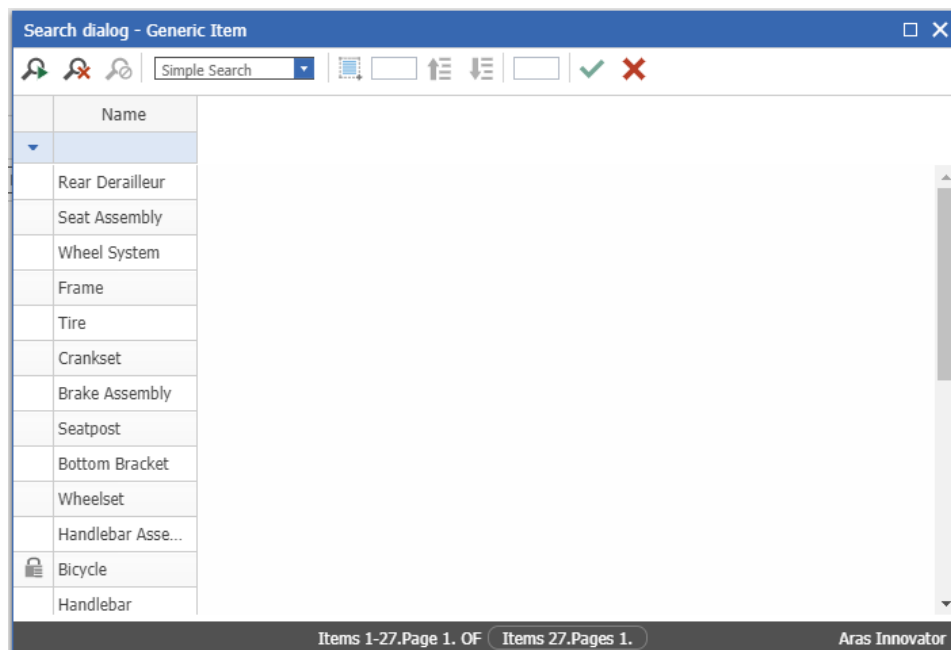 Search dialog - Generic Item
Simple Search
Name
Rear Derailleur
Seat Assembly
Wheel System
Frame
Tire
Crankset
Brake Assembly
Seatpost
Bottom Bracket
Wheelset
Handlebar Asse...
Bicycle
Handlebar
Items 1-27.Page 1. OF Items 27.Pages 1. Aras Innovator